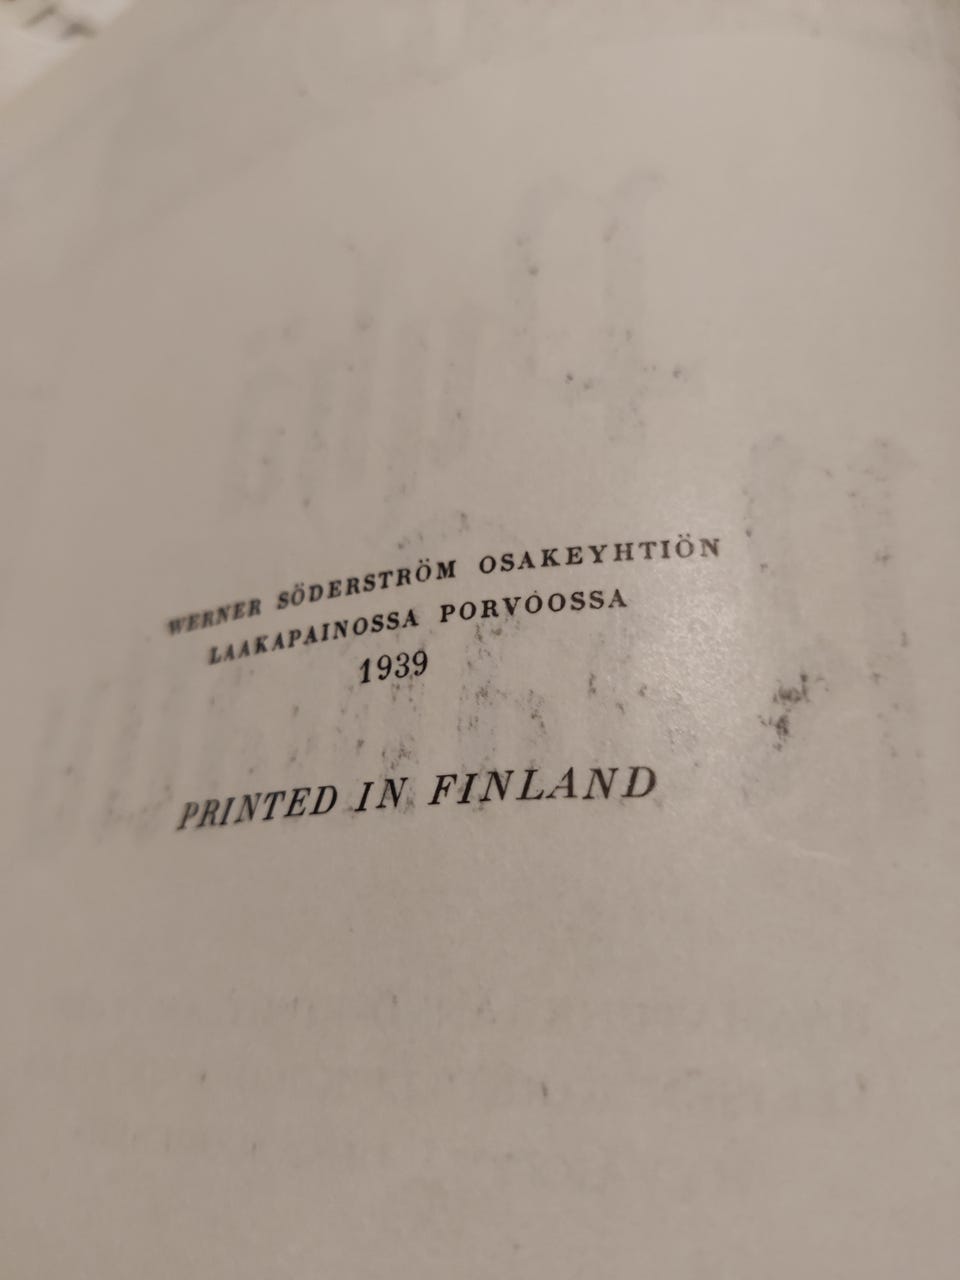 WERNER SÖDERSTRÖM OSAKEYHTIÖN
LAAKAPAINOSSA PORVOOSSA
1939
PRINTED IN FINLAND